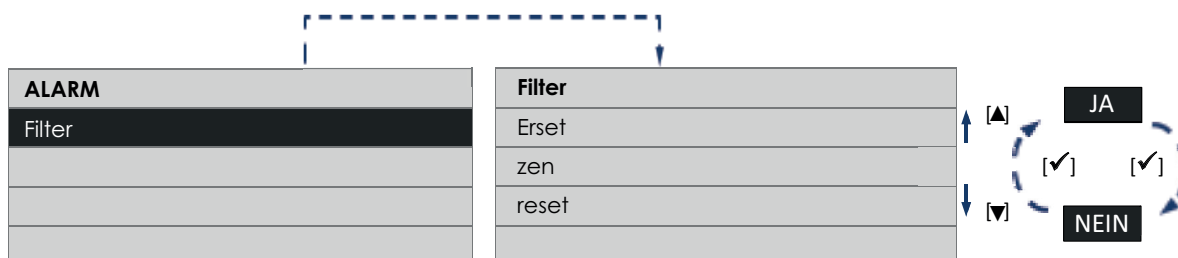 ALARM
Filter
Filter
Erset
zen
reset
[▲]
[▼]
JA
[✓] [✓]
NEIN